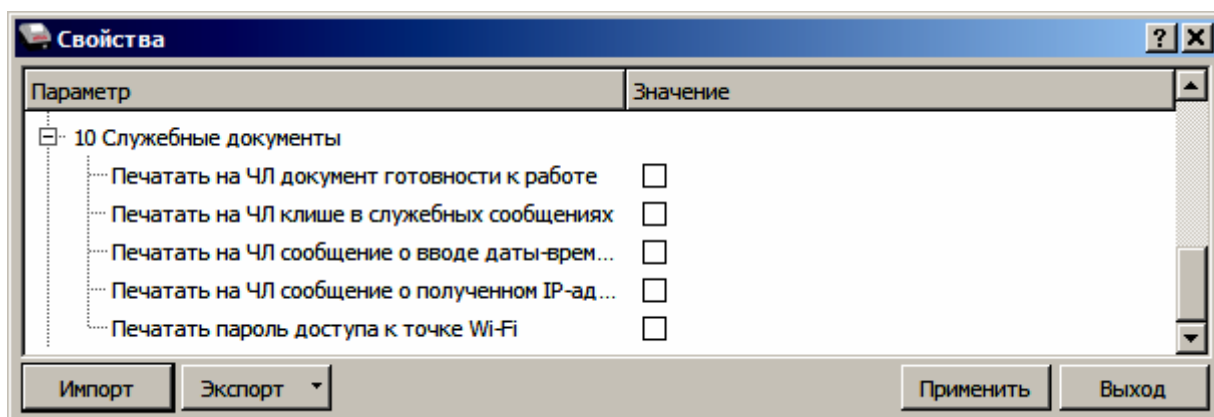 Свойства
Параметр Значение
10 Служебные документы
Печатать на ЧЛ документ готовности к работе
Печатать на ЧЛ клише в служебных сообщениях
Печатать на ЧЛ сообщение о вводе даты-врем...
Печатать на ЧЛ сообщение о полученном IP-ад...
Печатать пароль доступа к точке Wi-Fi
Импорт Экспорт Применить Выход